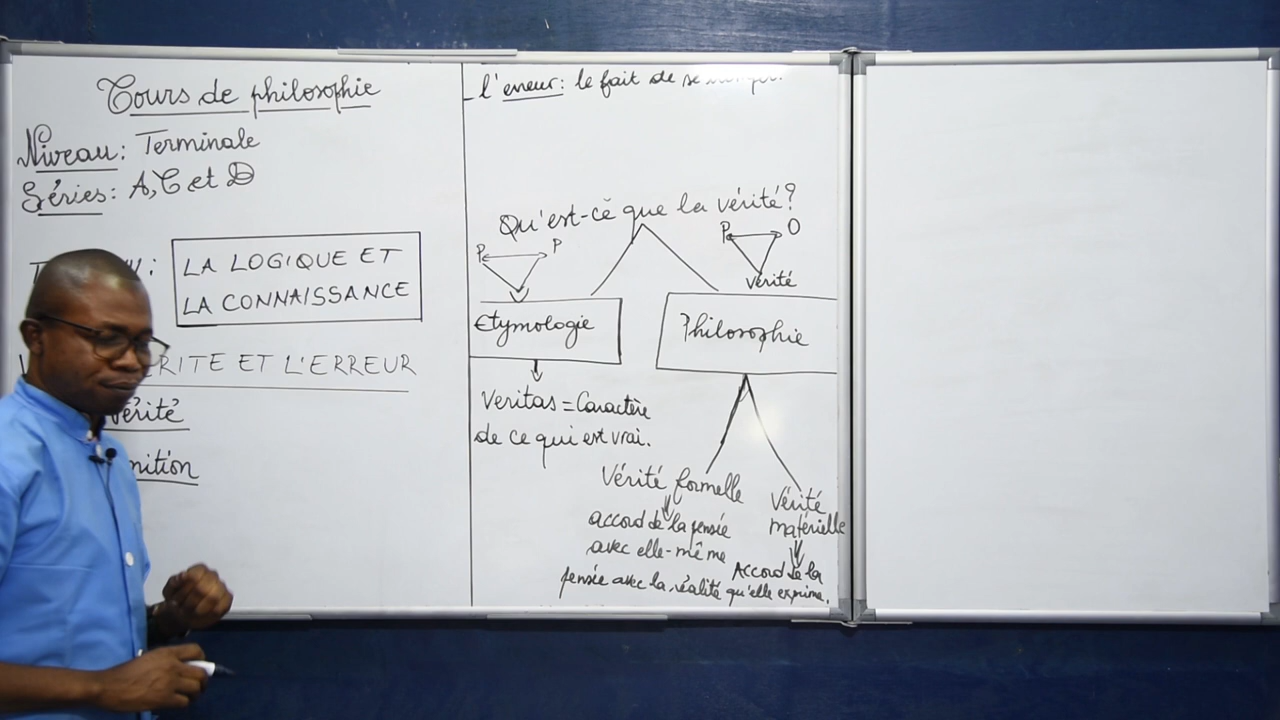 Cours de philosophie
Niveau: Terminale
Séries: A, C et D
LA LOGIQUE ET
LA CONNAISSANCE
RITE ET L'ERREUR
Vérité
nition
l'erreur: le fait de se
Qu'est-ce que la vérité?
P P
P O
Vérité
Etymologie
Philosophie
Veritas = Caractère
de ce qui est vrai.
Vérité formelle
accord de la pensée
avec elle-même
Vérité
matérielle
Accord de la
pensée avec la réalité qu'elle exprime.